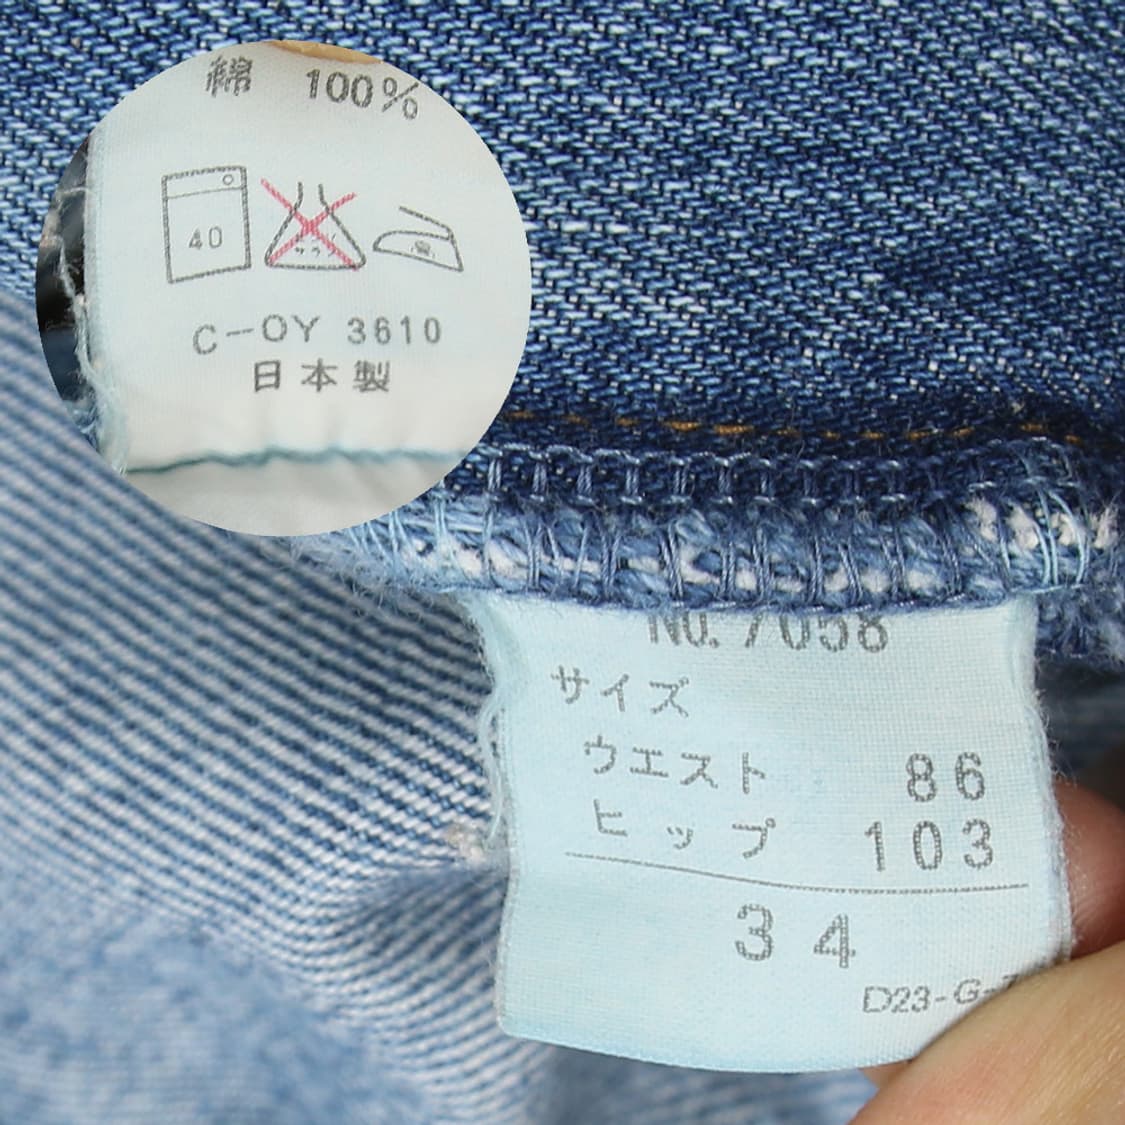 綿 100%
40
C-OY 3610
日本製
No. 7058
サイズ
ウエスト 86
ヒップ 103
34
D23-G-